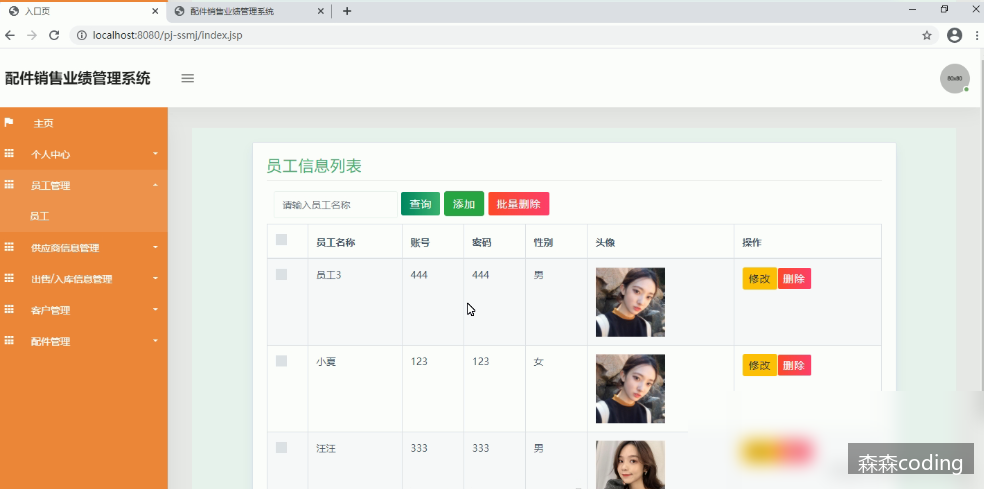 入口页
配件销售业绩管理系统
localhost:8080/pj-ssmj/index.jsp
配件销售业绩管理系统
60x60
主页
个人中心
员工管理
员工
供应商信息管理
出售/入库信息管理
客户管理
配件管理
员工信息列表
请输入员工名称 查询 添加 批量删除
员工名称 账号 密码 性别 头像 操作
员工3 444 444 男 修改 删除
小夏 123 123 女 修改 删除
汪汪 333 333 男
森森coding